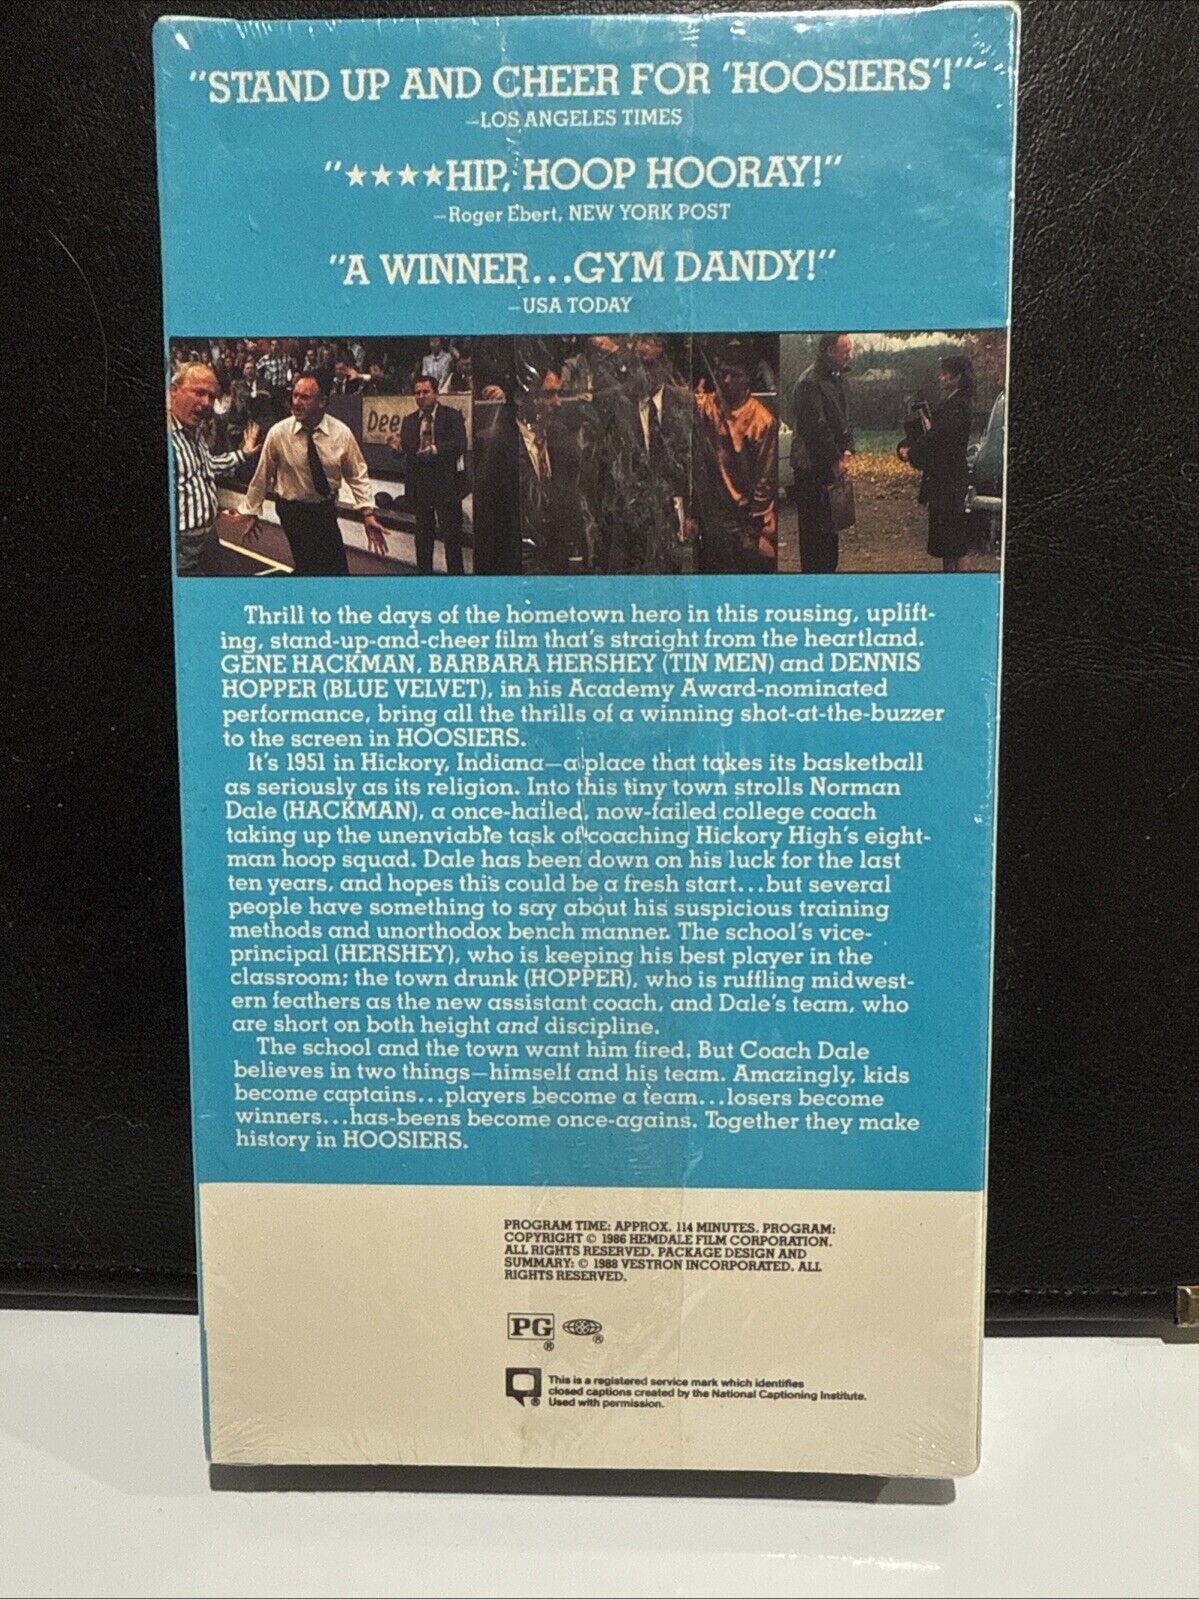 "STAND UP AND CHEER FOR 'HOOSIERS'!"
—LOS ANGELES TIMES
"★★★★HIP, HOOP HOORAY!"
—Roger Ebert, NEW YORK POST
"A WINNER...GYM DANDY!"
—USA TODAY
Dee
Thrill to the days of the hometown hero in this rousing, uplift-
ing, stand-up-and-cheer film that's straight from the heartland.
GENE HACKMAN, BARBARA HERSHEY (TIN MEN) and DENNIS
HOPPER (BLUE VELVET), in his Academy Award-nominated
performance, bring all the thrills of a winning shot-at-the-buzzer
to the screen in HOOSIERS.
It's 1951 in Hickory, Indiana—a place that takes its basketball
as seriously as its religion. Into this tiny town strolls Norman
Dale (HACKMAN), a once-hailed, now-failed college coach
taking up the unenviable task of coaching Hickory High's eight-
man hoop squad. Dale has been down on his luck for the last
ten years, and hopes this could be a fresh start...but several
people have something to say about his suspicious training
methods and unorthodox bench manner. The school's vice-
principal (HERSHEY), who is keeping his best player in the
classroom; the town drunk (HOPPER), who is ruffling midwest-
ern feathers as the new assistant coach, and Dale's team, who
are short on both height and discipline.
The school and the town want him fired. But Coach Dale
believes in two things—himself and his team. Amazingly, kids
become captains...players become a team...losers become
winners...has-beens become once-agains. Together they make
history in HOOSIERS.
PROGRAM TIME: APPROX. 114 MINUTES. PROGRAM:
COPYRIGHT © 1986 HEMDALE FILM CORPORATION.
ALL RIGHTS RESERVED. PACKAGE DESIGN AND
SUMMARY: © 1988 VESTRON INCORPORATED. ALL
RIGHTS RESERVED.
PG ® ®
This is a registered service mark which identifies
closed captions created by the National Captioning Institute.
® Used with permission.